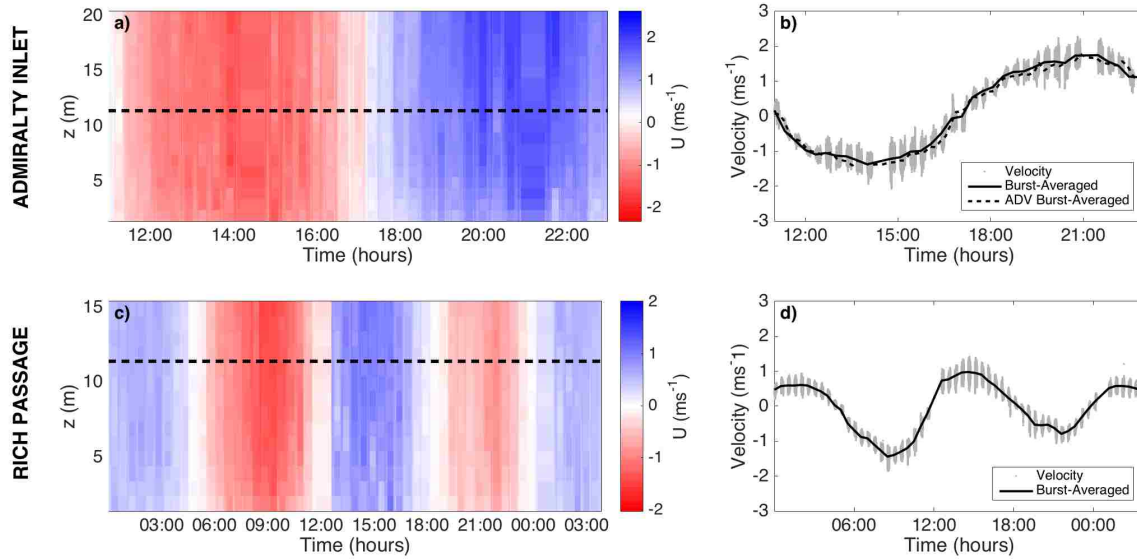 ADMIRALTY INLET
a)
20
15
10
5
z (m)
12:00 14:00 16:00 18:00 20:00 22:00
Time (hours)
2
1
0
-1
-2
U (ms-1)
b)
3
2
1
0
-1
-2
-3
Velocity (ms-1)
12:00 15:00 18:00 21:00
Time (hours)
Velocity
Burst-Averaged
ADV Burst-Averaged
RICH PASSAGE
c)
15
10
5
z (m)
03:00 06:00 09:00 12:00 15:00 18:00 21:00 00:00 03:00
Time (hours)
2
1
0
-1
-2
U (ms-1)
d)
3
2
1
0
-1
-2
-3
Velocity (ms-1)
06:00 12:00 18:00 00:00
Time (hours)
Velocity
Burst-Averaged